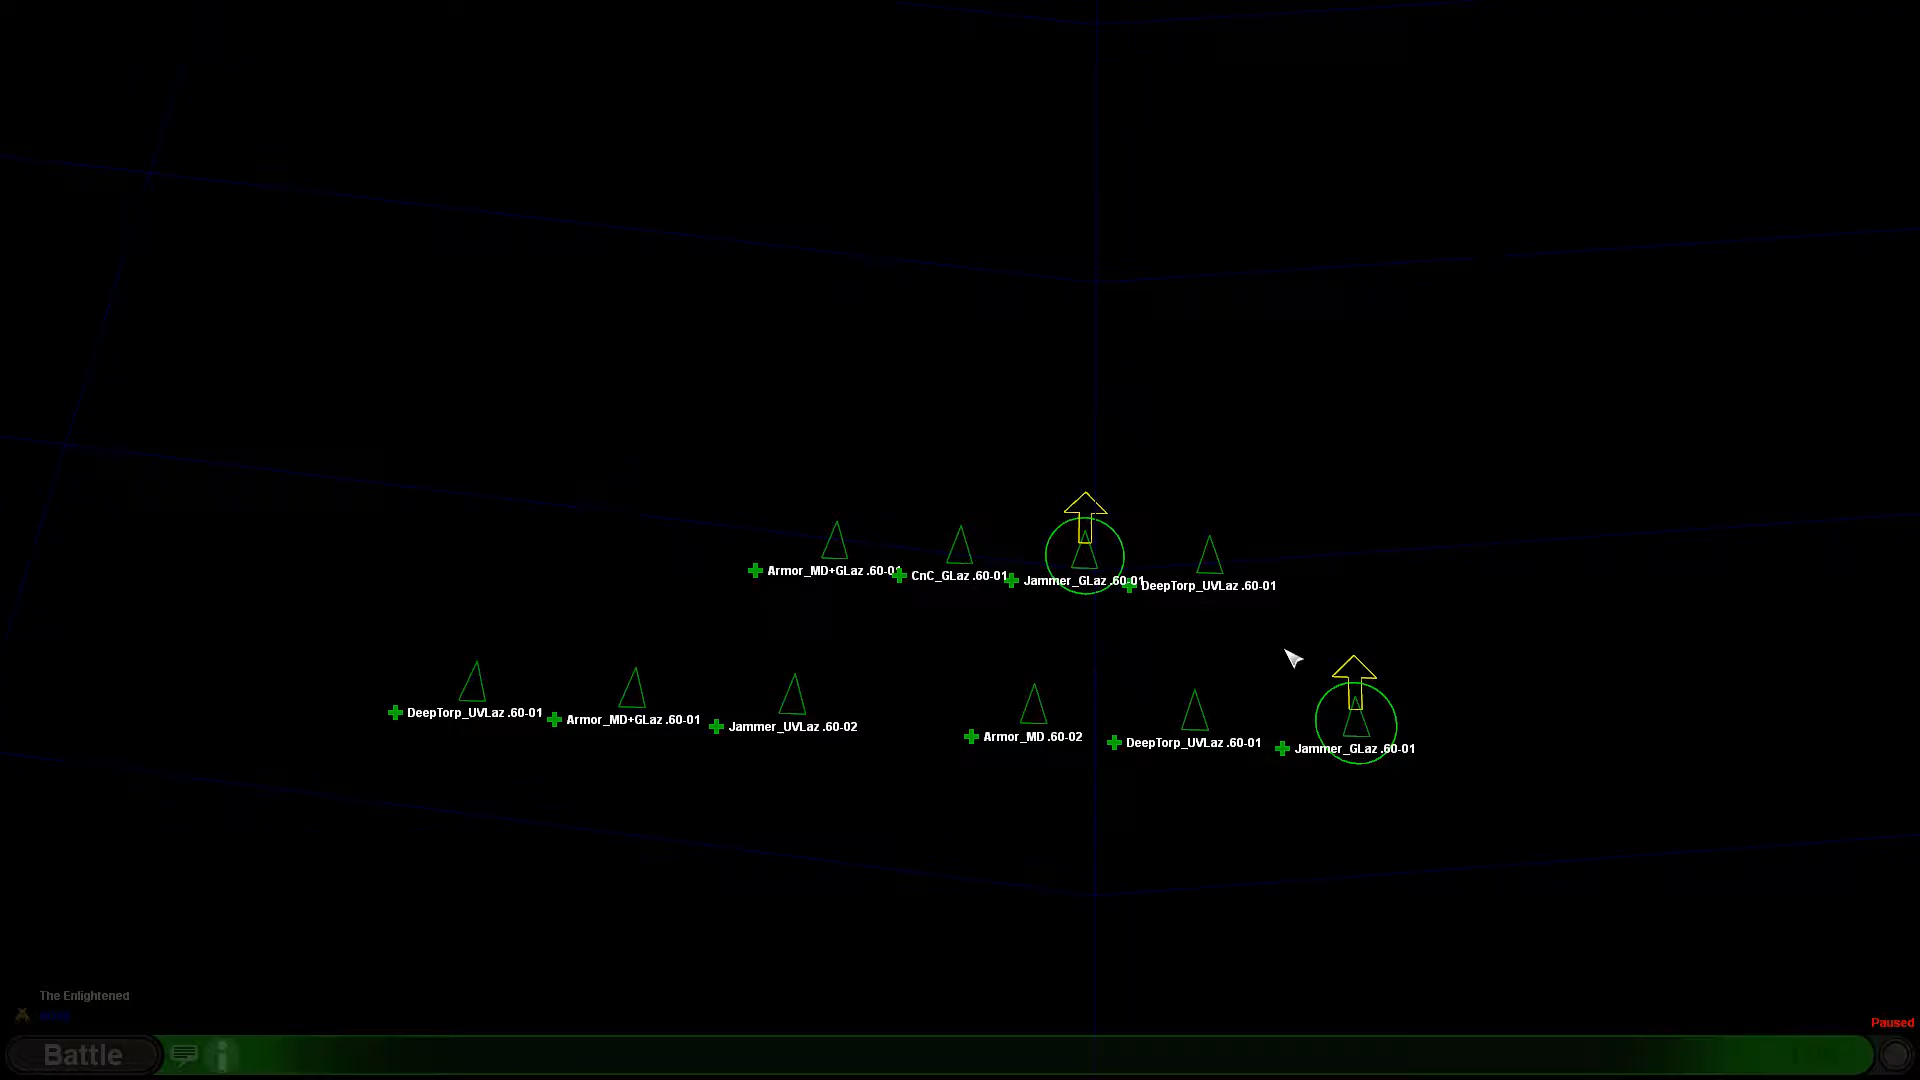 Armor_MD+GLaz .60-01
CnC_GLaz .60-01
Jammer_GLaz .60-01
DeepTorp_UVLaz .60-01
DeepTorp_UVLaz .60-01
Armor_MD+GLaz .60-01
Jammer_UVLaz .60-02
Armor_MD .60-02
DeepTorp_UVLaz .60-01
Jammer_GLaz .60-01
The Enlightened
Paused
Battle